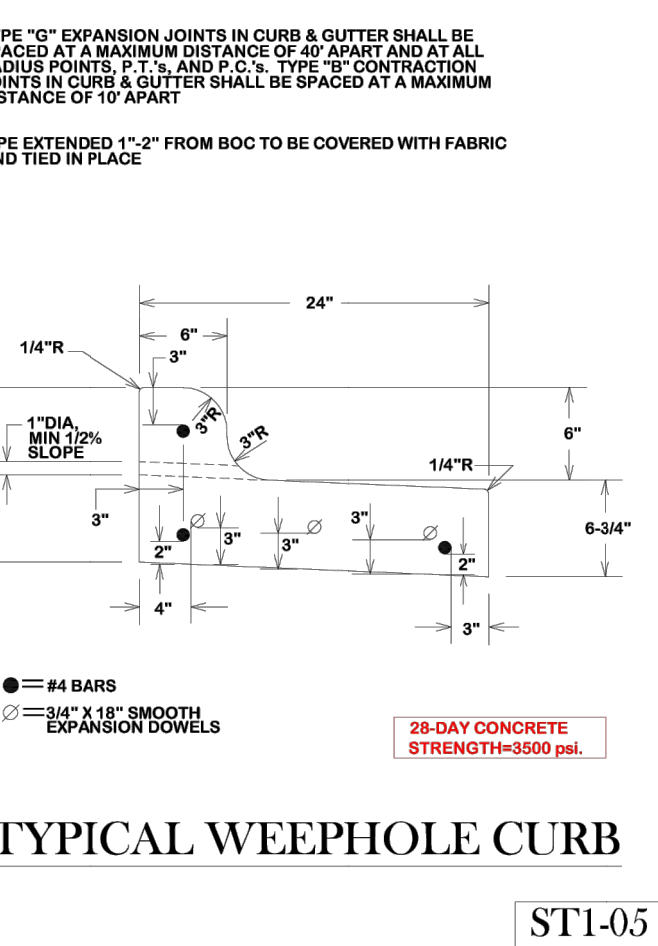 PE "G" EXPANSION JOINTS IN CURB & GUTTER SHALL BE
PACED AT A MAXIMUM DISTANCE OF 40' APART AND AT ALL
ADIUS POINTS, P.T.'s, AND P.C.'s. TYPE "B" CONTRACTION
OINTS IN CURB & GUTTER SHALL BE SPACED AT A MAXIMUM
ISTANCE OF 10' APART
PE EXTENDED 1"-2" FROM BOC TO BE COVERED WITH FABRIC
ND TIED IN PLACE
24"
6"
1/4"R
3"
3"R
3"R
1"DIA,
MIN 1/2%
SLOPE
6"
1/4"R
3"
3"
3"
3"
6-3/4"
2"
2"
4"
3"
#4 BARS
3/4" X 18" SMOOTH
EXPANSION DOWELS
28-DAY CONCRETE
STRENGTH=3500 psi.
TYPICAL WEEPHOLE CURB
ST1-05